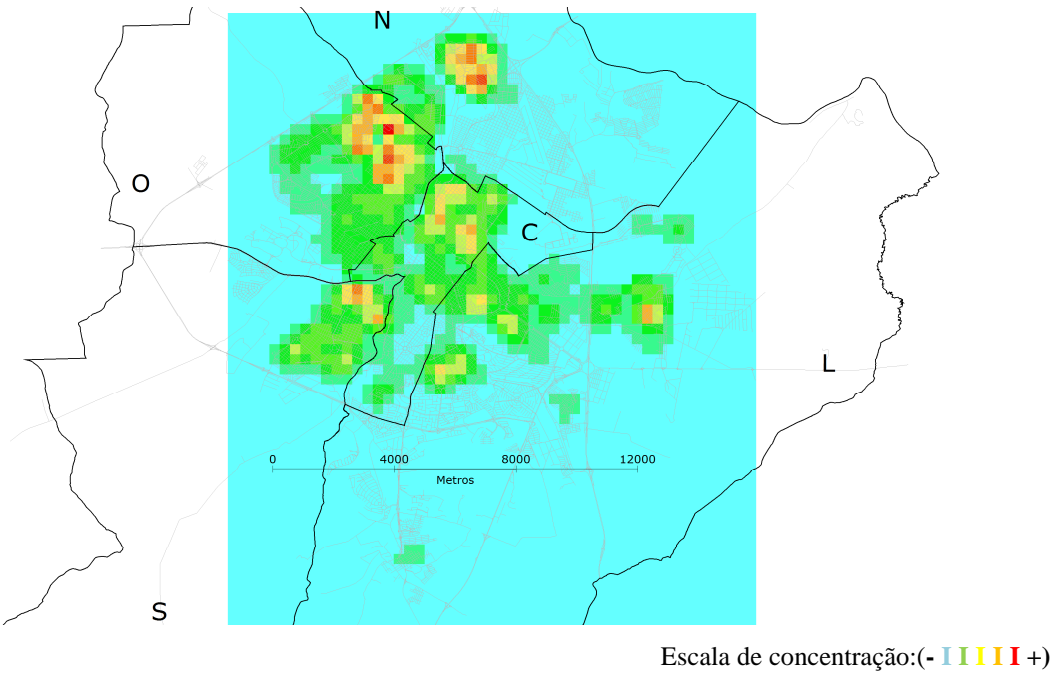 N
O
C
L
0 4000 8000 12000
Metros
S
Escala de concentração:(- I I I I I +)